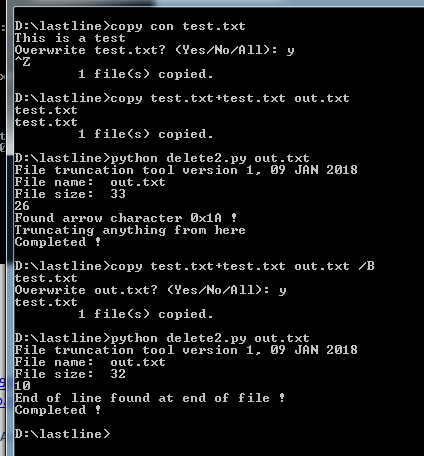 D:\lastline>copy con test.txt
This is a test
Overwrite test.txt? (Yes/No/All): y
^Z
1 file(s) copied.
D:\lastline>copy test.txt+test.txt out.txt
test.txt
test.txt
1 file(s) copied.
D:\lastline>python delete2.py out.txt
File truncation tool version 1, 09 JAN 2018
File name:  out.txt
File size:  33
26
Found arrow character 0x1A !
Truncating anything from here
Completed !
D:\lastline>copy test.txt+test.txt out.txt /B
test.txt
Overwrite out.txt? (Yes/No/All): y
test.txt
1 file(s) copied.
D:\lastline>python delete2.py out.txt
File truncation tool version 1, 09 JAN 2018
File name:  out.txt
File size:  32
10
End of line found at end of file !
Completed !
D:\lastline>